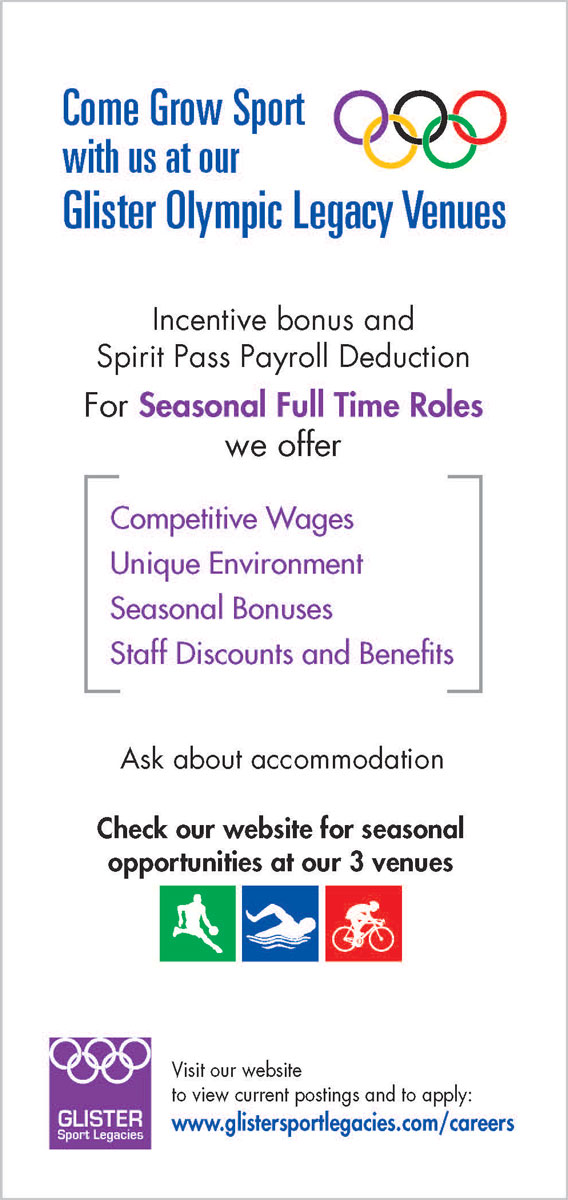 Come Grow Sport
with us at our
Glister Olympic Legacy Venues
Incentive bonus and
Spirit Pass Payroll Deduction
For Seasonal Full Time Roles
we offer
Competitive Wages
Unique Environment
Seasonal Bonuses
Staff Discounts and Benefits
Ask about accommodation
Check our website for seasonal
opportunities at our 3 venues
GLISTER
Sport Legacies
Visit our website
to view current postings and to apply:
www.glistersportlegacies.com/careers